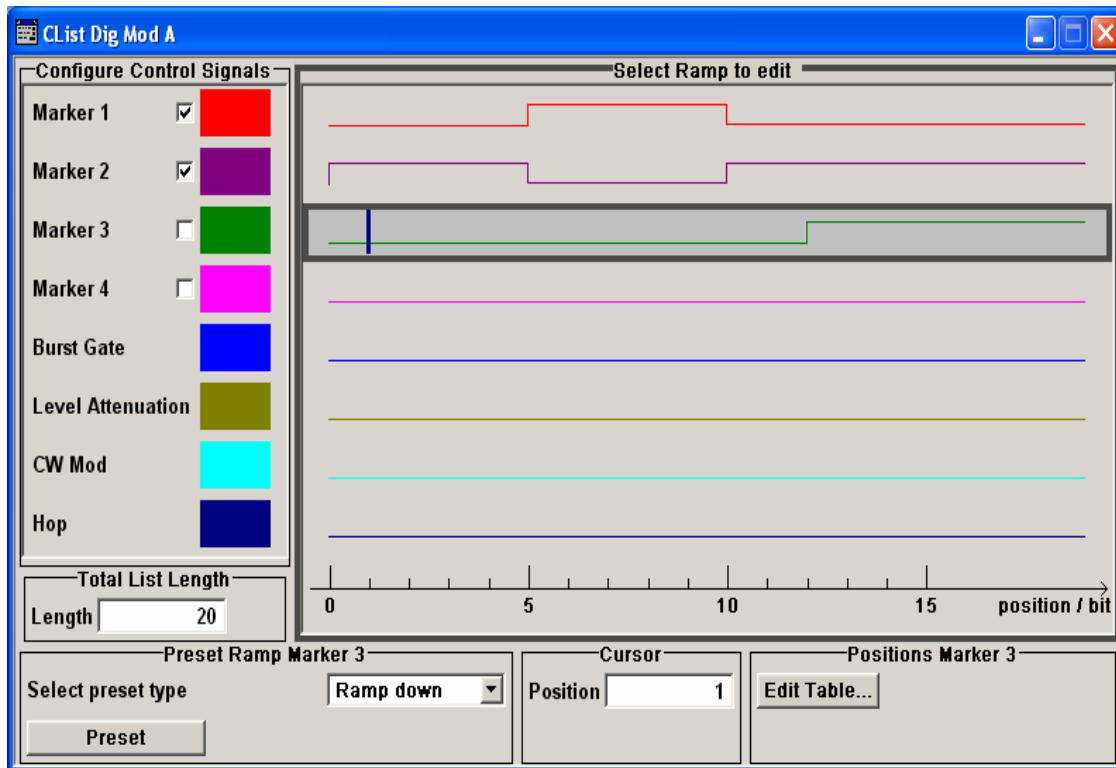 CList Dig Mod A
Configure Control Signals
Select Ramp to edit
Marker 1
Marker 2
Marker 3
Marker 4
Burst Gate
Level Attenuation
CW Mod
Hop
0 5 10 15 position / bit
Total List Length
Length 20
Preset Ramp Marker 3
Select preset type Ramp down
Preset
Cursor
Position 1
Positions Marker 3
Edit Table...